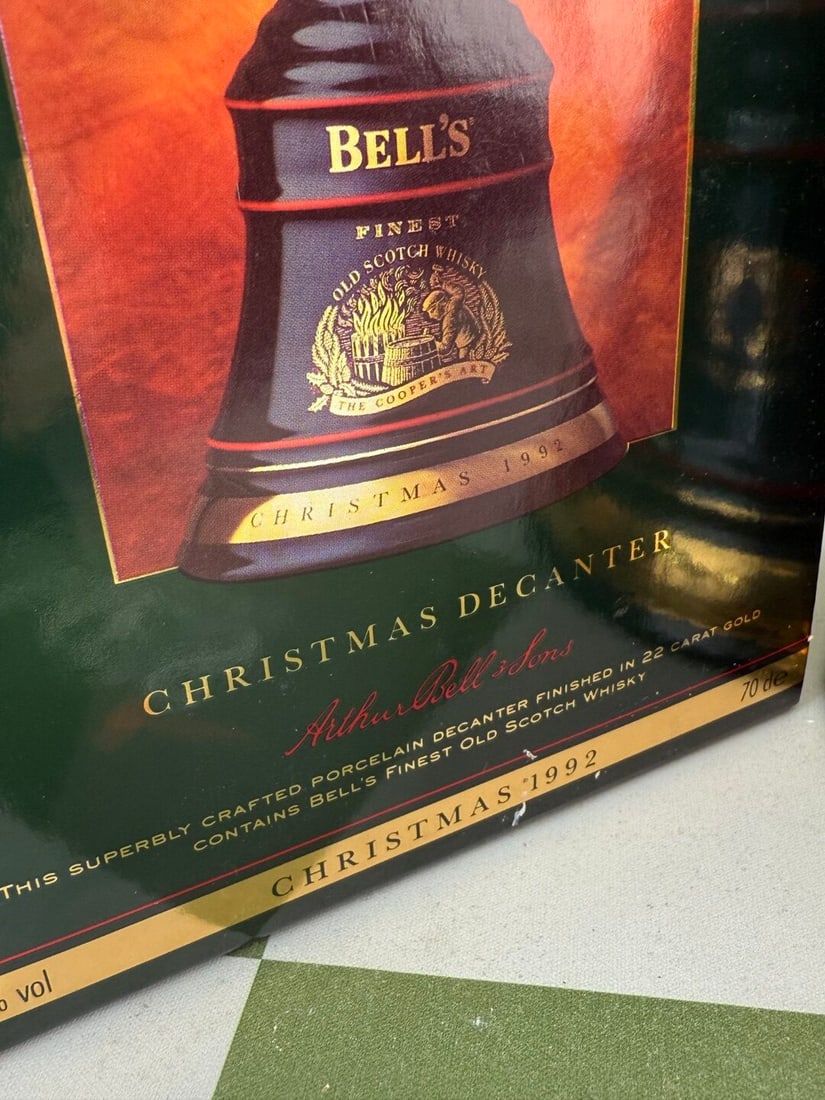 BELL'S
FINEST
OLD SCOTCH WHISKY
THE COOPER'S ART
CHRISTMAS 1992
CHRISTMAS DECANTER
Arthur Bell & Sons
THIS SUPERBLY CRAFTED PORCELAIN DECANTER FINISHED IN 22 CARAT GOLD
CONTAINS BELL'S FINEST OLD SCOTCH WHISKY
% vol CHRISTMAS 1992 70 cl e